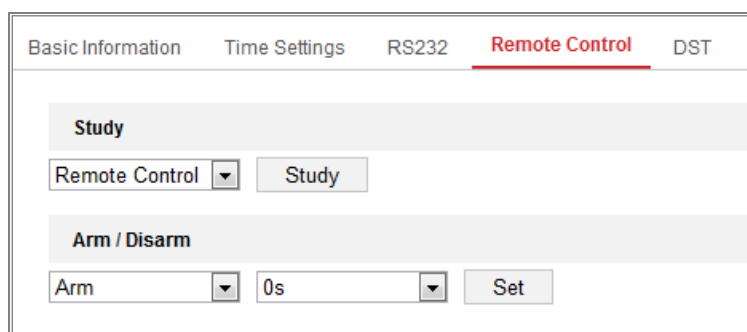 Basic Information Time Settings RS232 Remote Control DST
Study
Remote Control Study
Arm / Disarm
Arm 0s Set